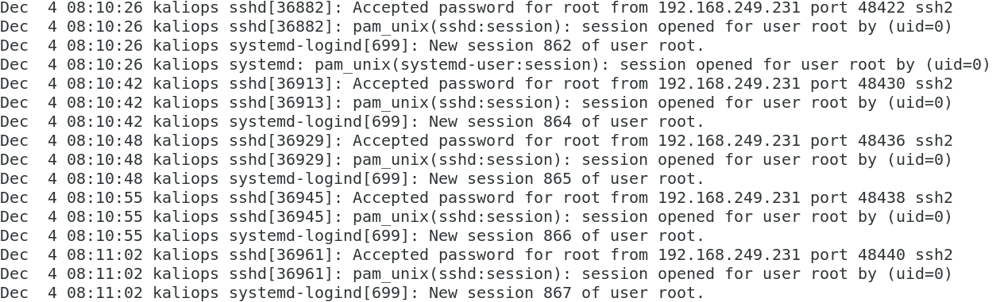 Dec  4 08:10:26 kaliops sshd[36882]: Accepted password for root from 192.168.249.231 port 48422 ssh2
Dec  4 08:10:26 kaliops sshd[36882]: pam_unix(sshd:session): session opened for user root by (uid=0)
Dec  4 08:10:26 kaliops systemd-logind[699]: New session 862 of user root.
Dec  4 08:10:26 kaliops systemd: pam_unix(systemd-user:session): session opened for user root by (uid=0)
Dec  4 08:10:42 kaliops sshd[36913]: Accepted password for root from 192.168.249.231 port 48430 ssh2
Dec  4 08:10:42 kaliops sshd[36913]: pam_unix(sshd:session): session opened for user root by (uid=0)
Dec  4 08:10:42 kaliops systemd-logind[699]: New session 864 of user root.
Dec  4 08:10:48 kaliops sshd[36929]: Accepted password for root from 192.168.249.231 port 48436 ssh2
Dec  4 08:10:48 kaliops sshd[36929]: pam_unix(sshd:session): session opened for user root by (uid=0)
Dec  4 08:10:48 kaliops systemd-logind[699]: New session 865 of user root.
Dec  4 08:10:55 kaliops sshd[36945]: Accepted password for root from 192.168.249.231 port 48438 ssh2
Dec  4 08:10:55 kaliops sshd[36945]: pam_unix(sshd:session): session opened for user root by (uid=0)
Dec  4 08:10:55 kaliops systemd-logind[699]: New session 866 of user root.
Dec  4 08:11:02 kaliops sshd[36961]: Accepted password for root from 192.168.249.231 port 48440 ssh2
Dec  4 08:11:02 kaliops sshd[36961]: pam_unix(sshd:session): session opened for user root by (uid=0)
Dec  4 08:11:02 kaliops systemd-logind[699]: New session 867 of user root.